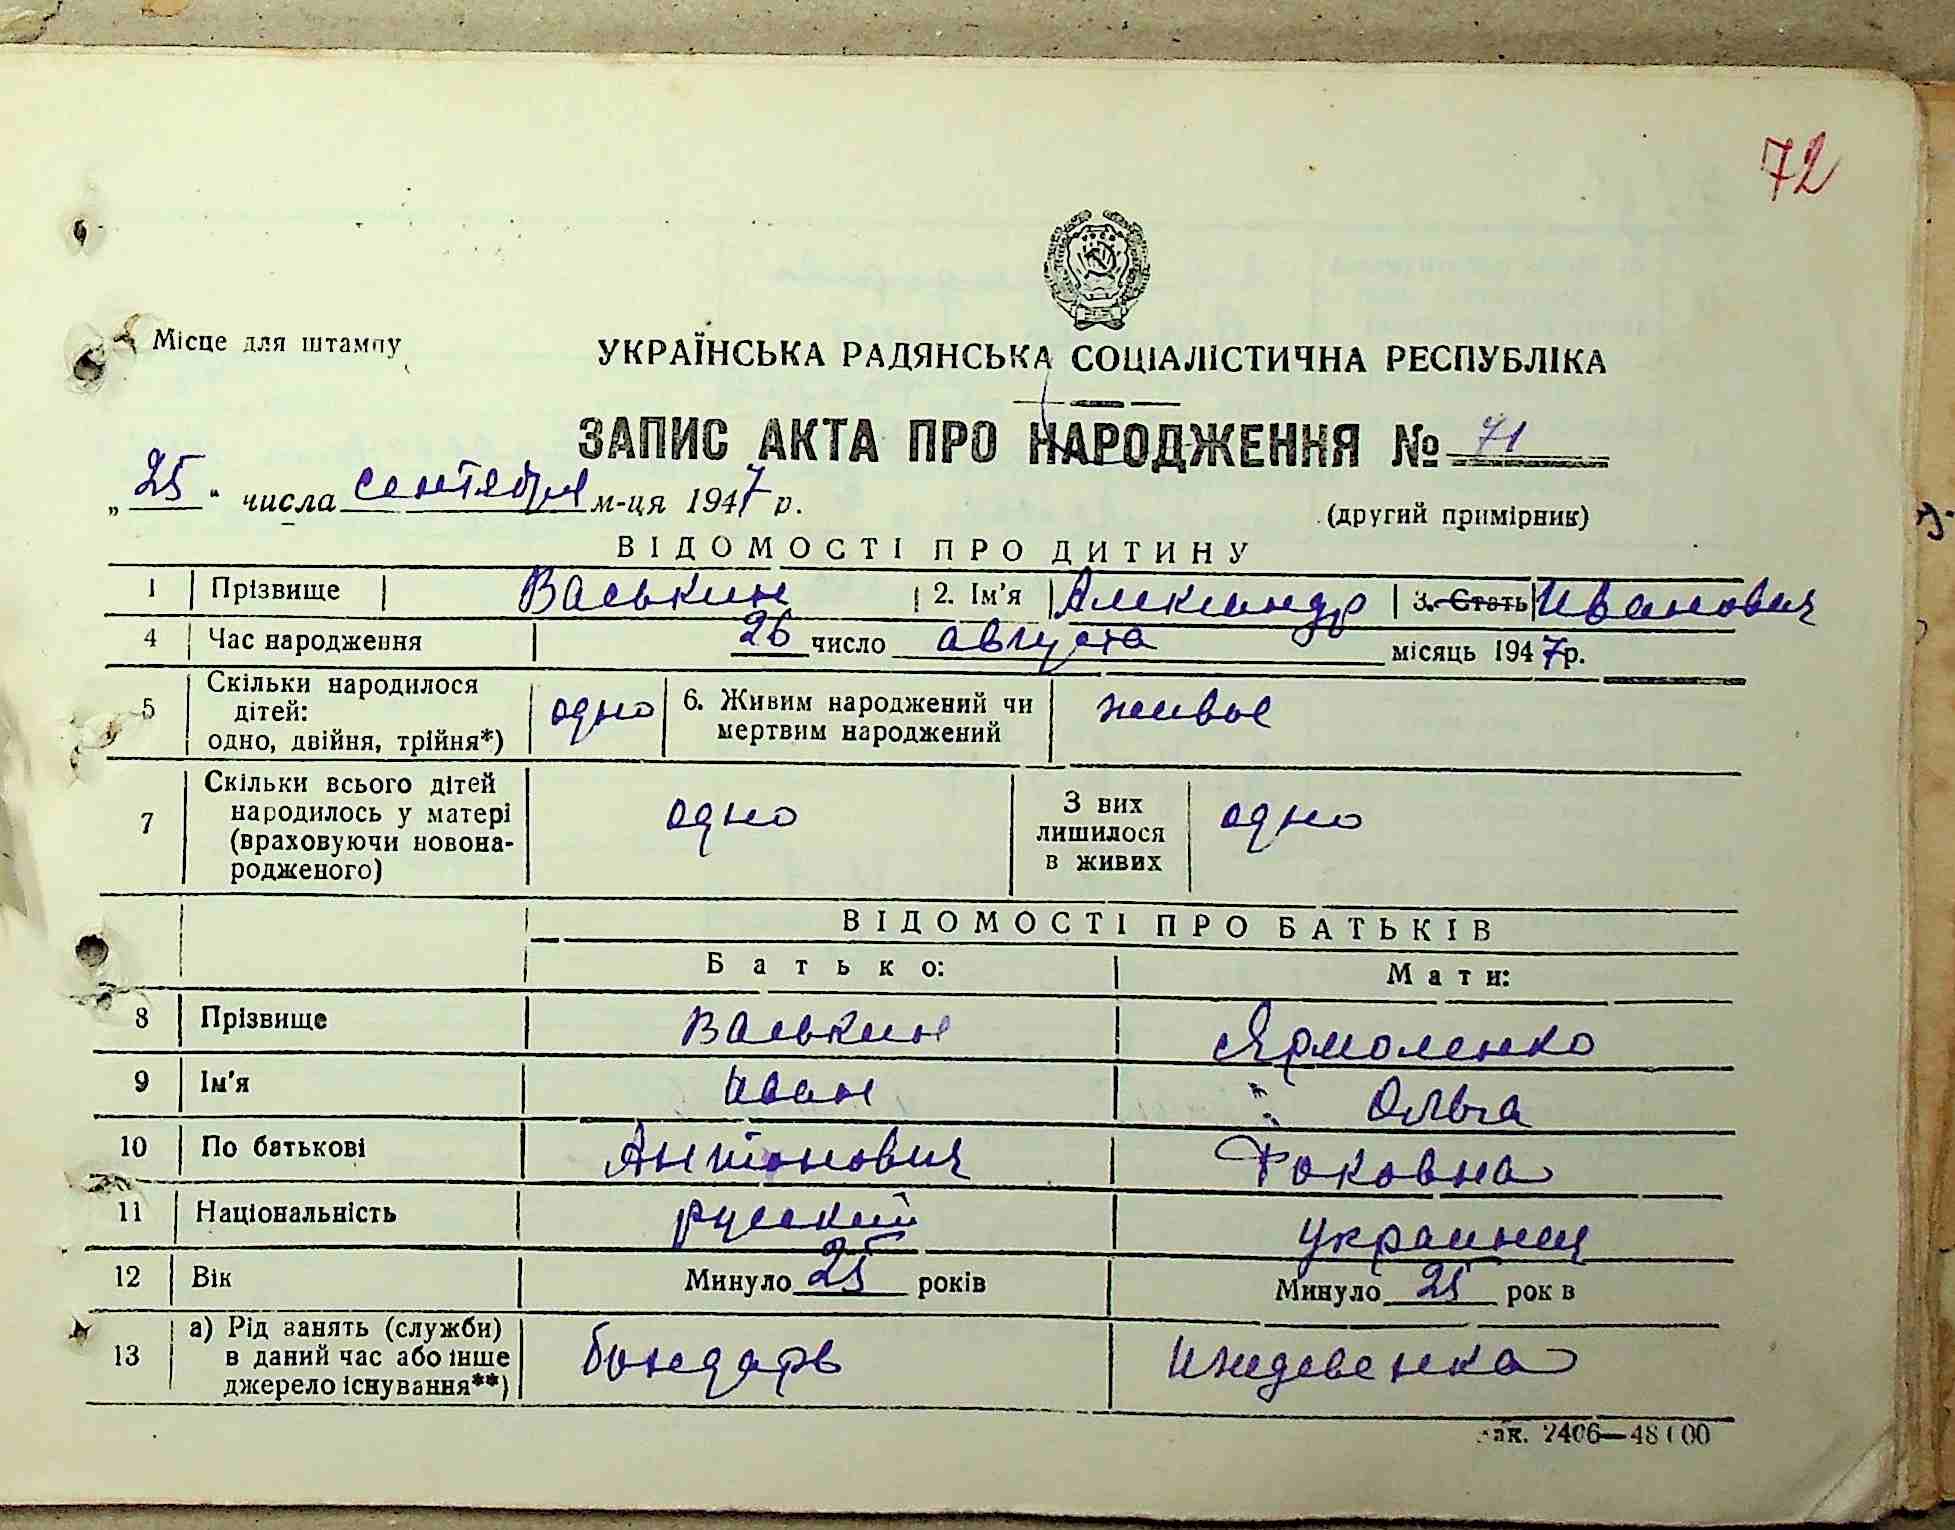 72
Місце для штампу
УКРАЇНСЬКА РАДЯНСЬКА СОЦІАЛІСТИЧНА РЕСПУБЛІКА
ЗАПИС АКТА ПРО НАРОДЖЕННЯ № 71
„25“ числа сентября м-ця 1947 р.
(другий примірник)
ВІДОМОСТІ ПРО ДИТИНУ
1 Прізвище Васькин 2. Ім'я Александр 3. Стать Иванович
4 Час народження 26 число августа місяць 1947р.
5 Скільки народилося дітей: одно, двійня, трійня*) одно 6. Живим народжений чи мертвим народжений живые
7 Скільки всього дітей народилось у матері (враховуючи новонародженого) одно З них лишилося в живих одно
ВІДОМОСТІ ПРО БАТЬКІВ
Батько: Мати:
8 Прізвище Васькин Ярмоленко
9 Ім'я Иван Ольга
10 По батькові Антонович Фоковна
11 Національність русский украинец
12 Вік Минуло 25 років Минуло 25 рок в
13 а) Рід занять (служби) в даний час або інше джерело існування**) бондарь иждевенка
зак. 2406—48000